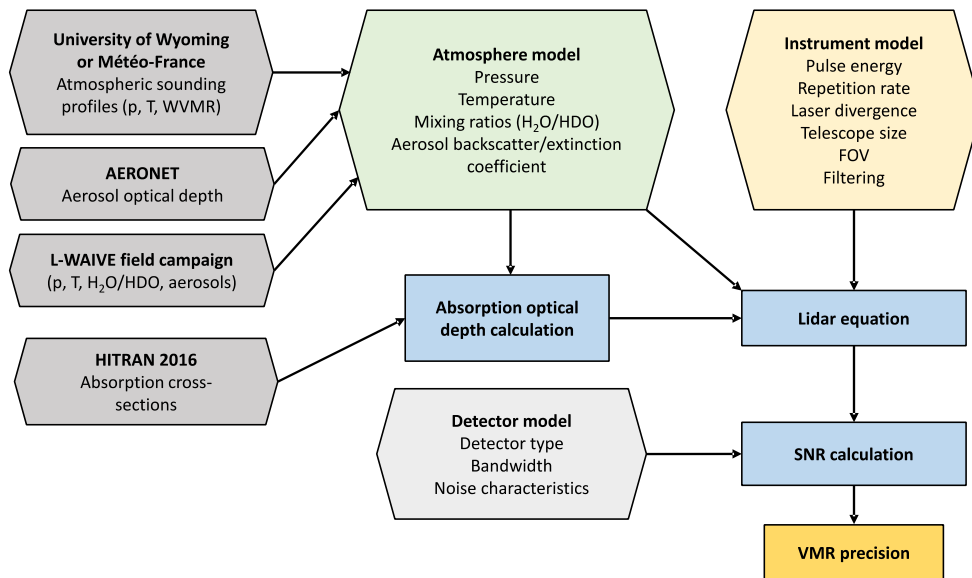 University of Wyoming
or Météo-France
Atmospheric sounding
profiles (p, T, WVMR)
AERONET
Aerosol optical depth
L-WAIVE field campaign
(p, T, H₂O/HDO, aerosols)
HITRAN 2016
Absorption cross-
sections
Atmosphere model
Pressure
Temperature
Mixing ratios (H₂O/HDO)
Aerosol backscatter/extinction
coefficient
Instrument model
Pulse energy
Repetition rate
Laser divergence
Telescope size
FOV
Filtering
Absorption optical
depth calculation
Lidar equation
Detector model
Detector type
Bandwidth
Noise characteristics
SNR calculation
VMR precision